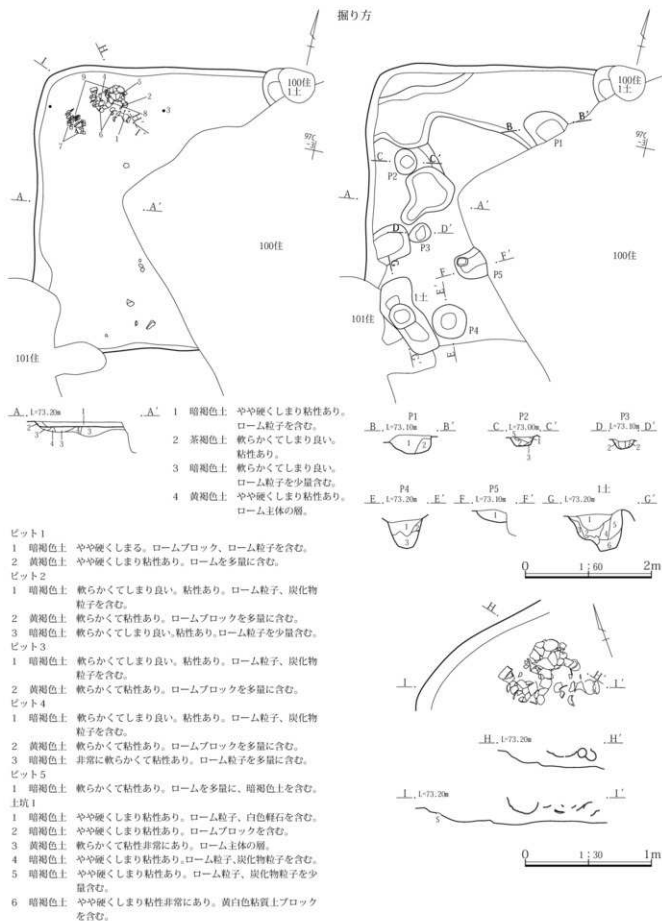 掘り方
I
H
9 4 5
2
3
8
7 6 1
100住
1土
A
A'
100住
101住
100住
1土
B
B'
P1
C
C'
P2
A
A'
D
D'
P3
F
F'
P5
G
E'
1土
101住
P4
G'
E
100住
A L=73.20m 1 A'
2 3 4 3 3
1 暗褐色土 やや硬くしまり粘性あり。
ローム粒子を含む。
2 茶褐色土 軟らかくてしまり良い。
粘性あり。
3 暗褐色土 軟らかくてしまり良い。
ローム粒子を少量含む。
4 黄褐色土 やや硬くしまり粘性あり。
ローム主体の層。
P1
B L=73.10m B'
1 2
P2
C L=73.00m C'
3
P3
D L=73.10m D'
2 1 2
P4
E L=73.20m E'
1
3
P5
F L=73.10m F'
1
1土
G L=73.20m G'
1
5
6
0 1:60 2m
ピット1
1 暗褐色土 やや硬くしまる。ロームブロック、ローム粒子を含む。
2 黄褐色土 やや硬くしまり粘性あり。ロームを多量に含む。
ピット2
1 暗褐色土 軟らかくてしまり良い。粘性あり。ローム粒子、炭化物
粒子を含む。
2 黄褐色土 軟らかくて粘性あり。ロームブロックを多量に含む。
3 暗褐色土 軟らかくてしまり良い。粘性あり。ローム粒子を少量含む。
ピット3
1 暗褐色土 軟らかくてしまり良い。粘性あり。ローム粒子、炭化物
粒子を含む。
2 黄褐色土 軟らかくて粘性あり。ロームブロックを多量に含む。
ピット4
1 暗褐色土 軟らかくてしまり良い。粘性あり。ローム粒子、炭化物
粒子を含む。
2 黄褐色土 軟らかくて粘性あり。ロームブロックを多量に含む。
3 暗褐色土 非常に軟らかくて粘性あり。ローム粒子を多量に含む。
ピット5
1 暗褐色土 軟らかくて粘性あり。ロームを多量に、暗褐色土を含む。
土坑1
1 暗褐色土 やや硬くしまり粘性あり。ローム粒子、白色軽石を含む。
2 暗褐色土 やや硬くしまり粘性あり。ロームブロックを含む。
3 黄褐色土 軟らかくて粘性非常にあり。ローム主体の層。
4 暗褐色土 やや硬くしまり粘性あり。ローム粒子、炭化物粒子を含む。
5 暗褐色土 やや硬くしまり粘性あり。ローム粒子、炭化物粒子を少
量含む。
6 暗褐色土 やや硬くしまり粘性非常にあり。黄白色粘質土ブロック
を含む。
H
I
H'
I'
H L=73.20m H'
I L=73.20m I'
S
0 1:30 1m